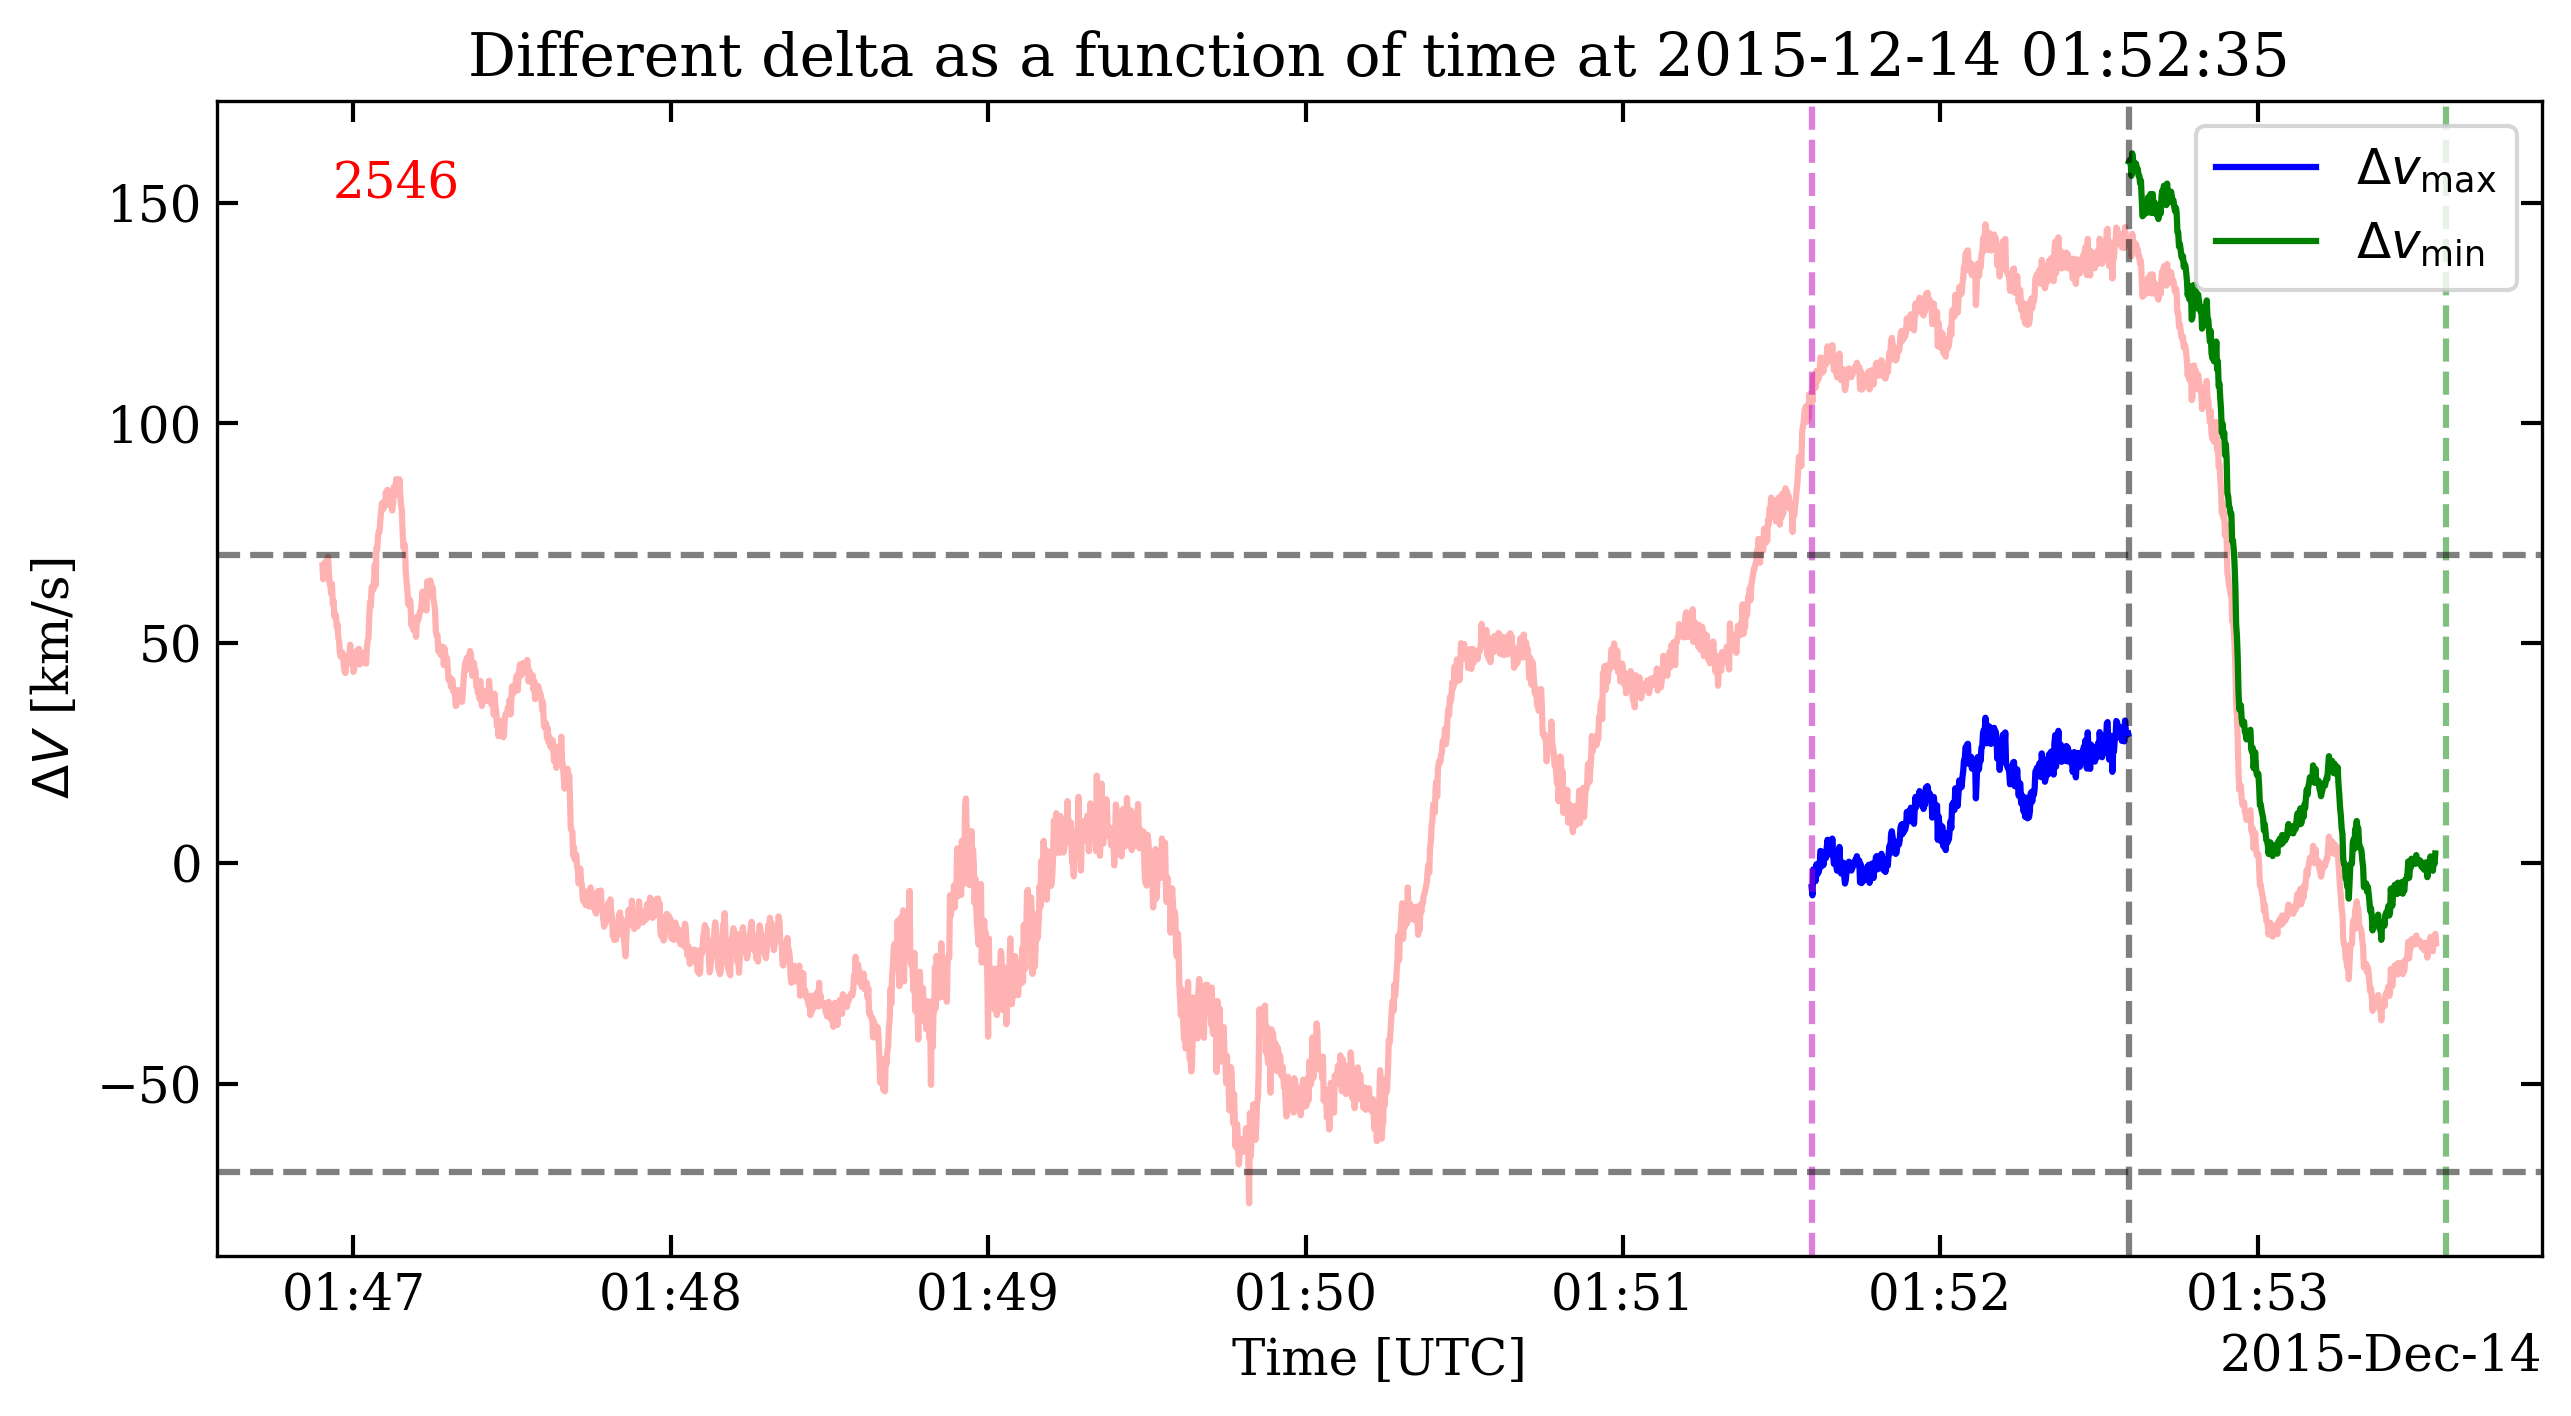 Different delta as a function of time at 2015-12-14 01:52:35
2546
Δv_max
Δv_min
150
100
50
0
−50
ΔV [km/s]
01:47 01:48 01:49 01:50 01:51 01:52 01:53
Time [UTC]
2015-Dec-14